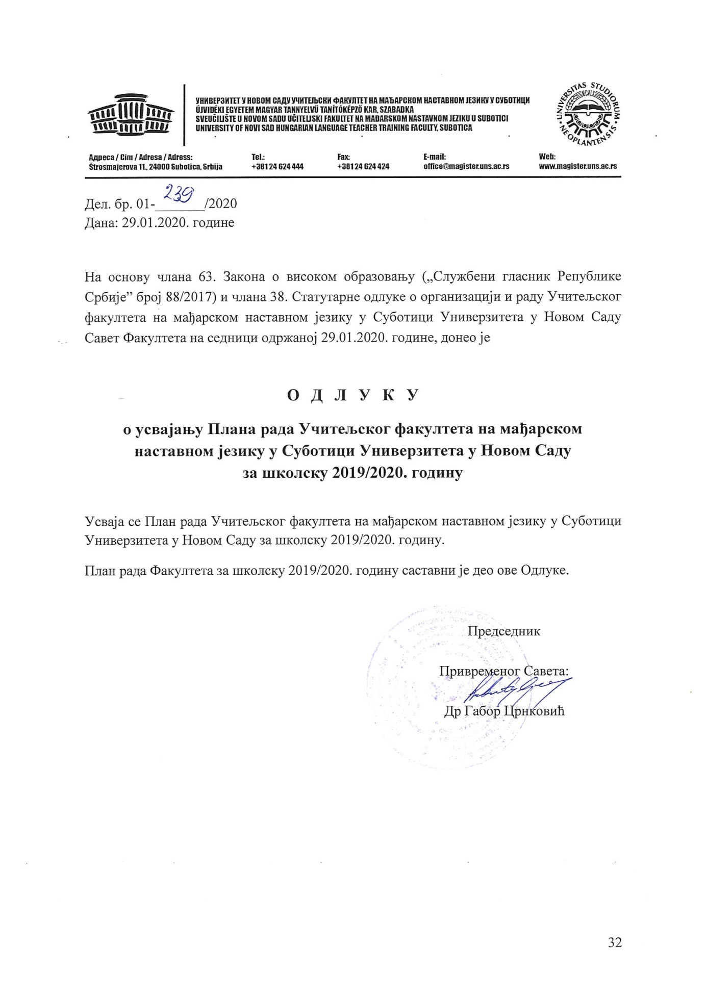 УНИВЕРЗИТЕТ У НОВОМ САДУ УЧИТЕЉСКИ ФАКУЛТЕТ НА МАЂАРСКОМ НАСТАВНОМ ЈЕЗИКУ У СУБОТИЦИ
ÚJVIDÉKI EGYETEM MAGYAR TANNYELVŰ TANÍTÓKÉPZŐ KAR, SZABADKA
SVEUČILIŠTE U NOVOM SADU UČITELJSKI FAKULTET NA MAĐARSKOM NASTAVNOM JEZIKU U SUBOTICI
UNIVERSITY OF NOVI SAD HUNGARIAN LANGUAGE TEACHER TRAINING FACULTY, SUBOTICA
UNIVERSITAS STUDIORUM
MCMLX
• NEOPLANTENSIS •
Адреса / Cím / Adresa / Adress: Tel.: Fax: E-mail: Web:
Štrosmajerova 11., 24000 Subotica, Srbija +381 24 624 444 +381 24 624 424 office@magister.uns.ac.rs www.magister.uns.ac.rs
Дел. бр. 01-239/2020
Дана: 29.01.2020. године
На основу члана 63. Закона о високом образовању („Службени гласник Републике
Србије” број 88/2017) и члана 38. Статутарне одлуке о организацији и раду Учитељског
факултета на мађарском наставном језику у Суботици Универзитета у Новом Саду
Савет Факултета на седници одржаној 29.01.2020. године, донео је
О Д Л У К У
о усвајању Плана рада Учитељског факултета на мађарском
наставном језику у Суботици Универзитета у Новом Саду
за школску 2019/2020. годину
Усваја се План рада Учитељског факултета на мађарском наставном језику у Суботици
Универзитета у Новом Саду за школску 2019/2020. годину.
План рада Факултета за школску 2019/2020. годину саставни је део ове Одлуке.
Председник
Привременог Савета:
Др Габор Црнковић
32